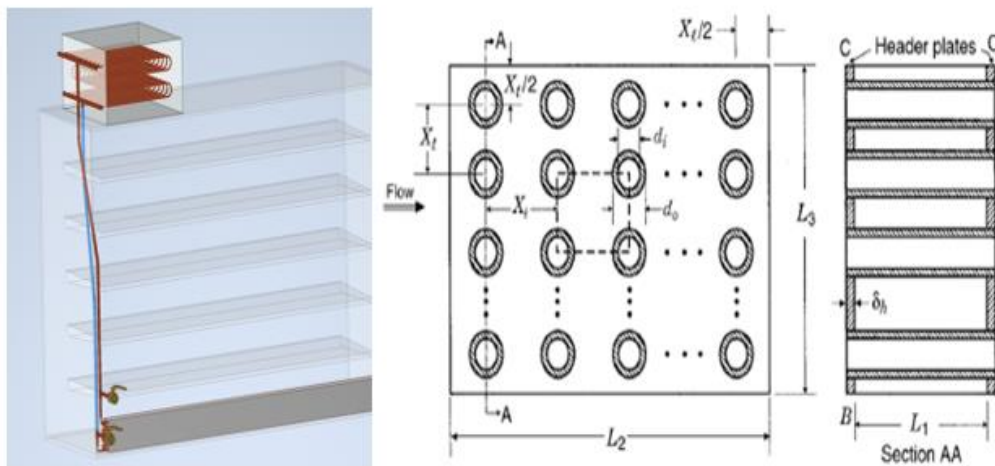 A
X_t/2
C
Header plates
C
X_t/2
X_t
d_i
Flow
X_l
d_o
L_3
δ_h
A
B
L_1
L_2
Section AA